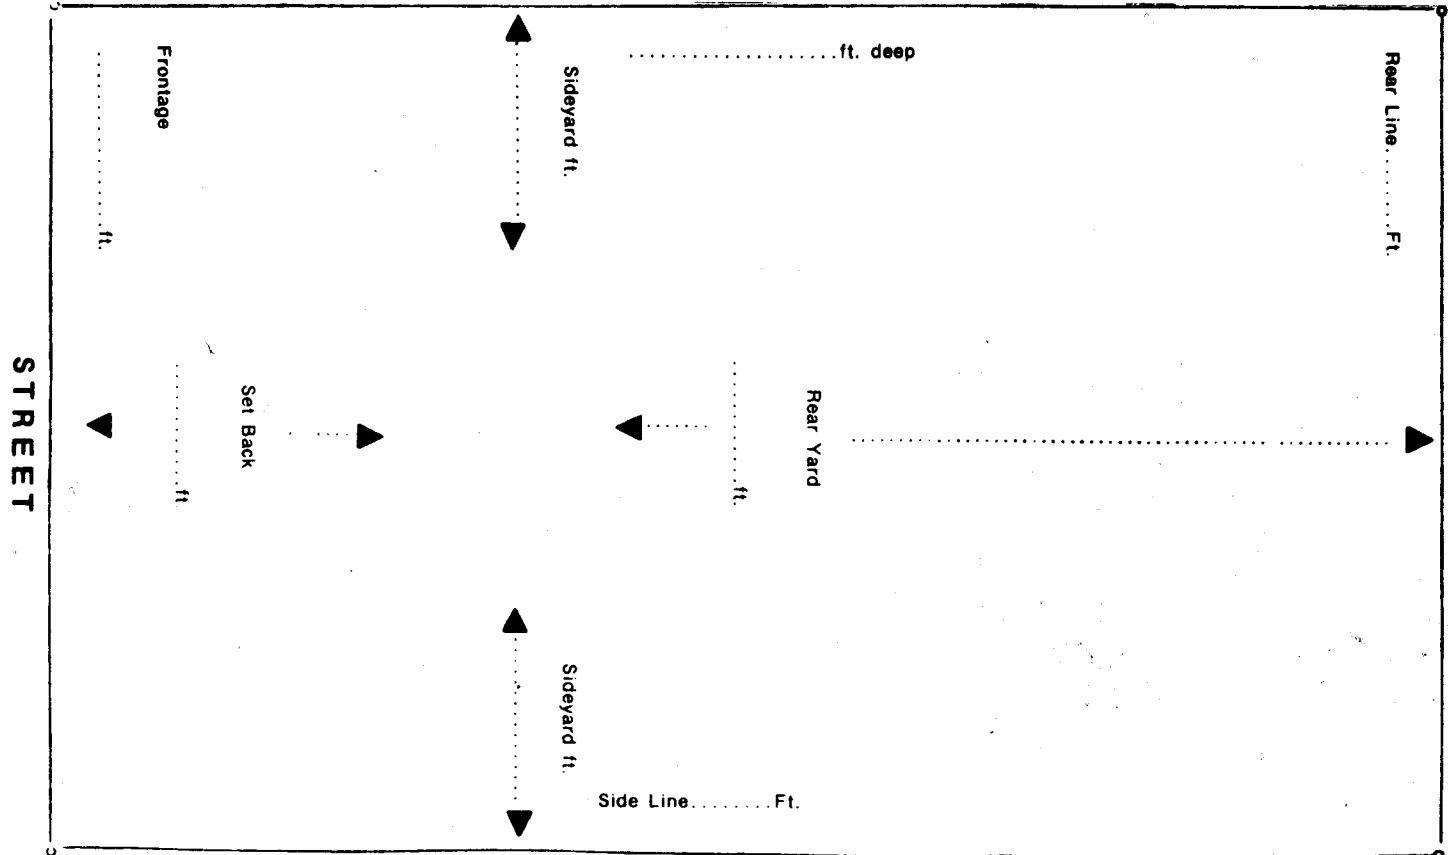 ....................ft. deep
Rear Line.........Ft.
Sideyard ft.
Frontage
.................ft.
Rear Yard
............ft.
Set Back
............ft
STREET
Sideyard ft.
Side Line........Ft.